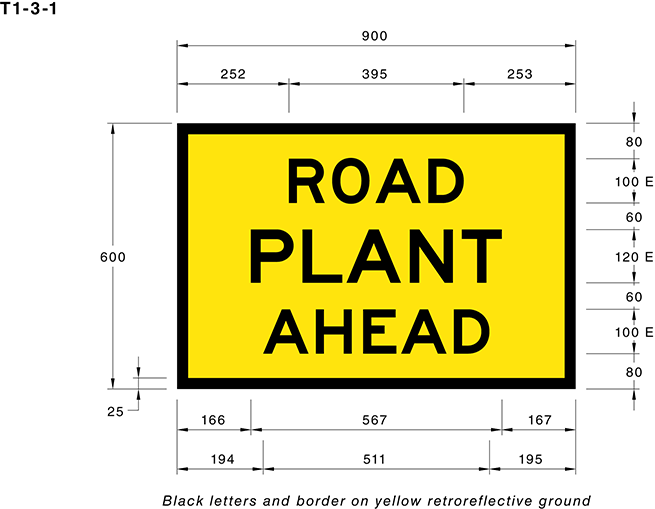 T1-3-1
900
252 395 253
80
ROAD
100 E
60
PLANT
600
120 E
60
AHEAD
100 E
80
25
166 567 167
194 511 195
Black letters and border on yellow retroreflective ground